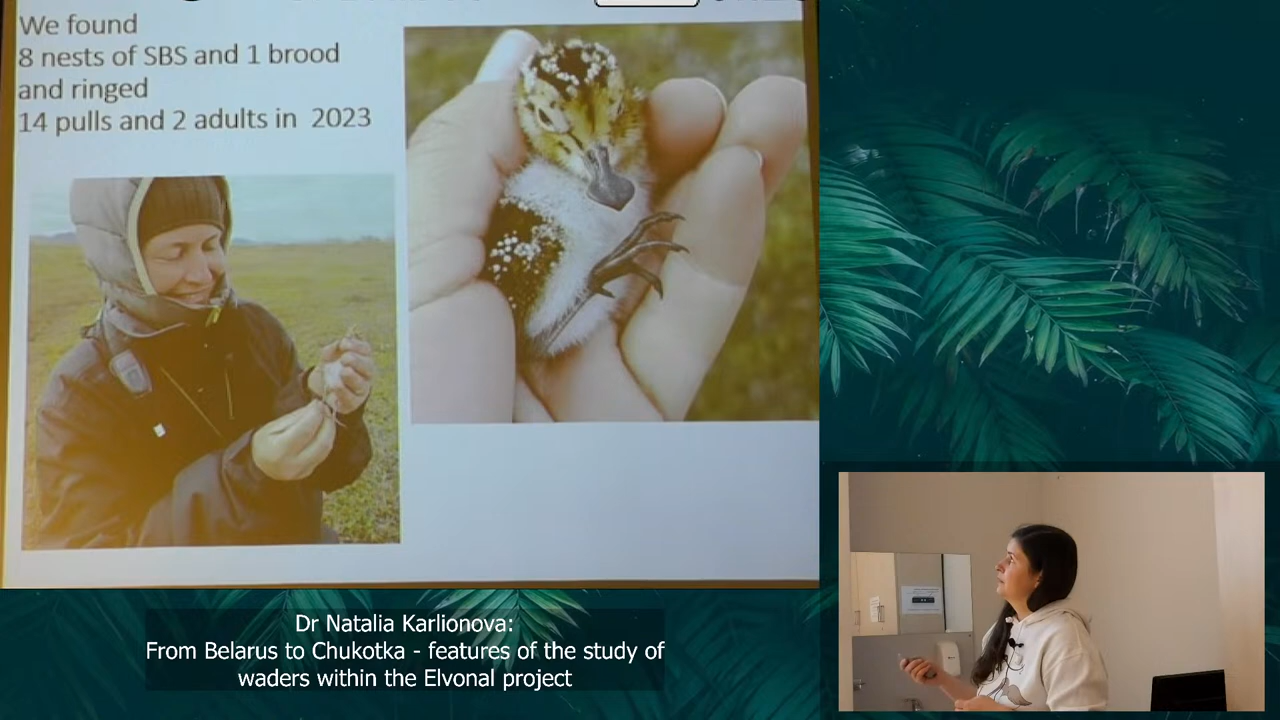 We found
8 nests of SBS and 1 brood
and ringed
14 pulls and 2 adults in 2023
Dr Natalia Karlionova:
From Belarus to Chukotka - features of the study of
waders within the Elvonal project